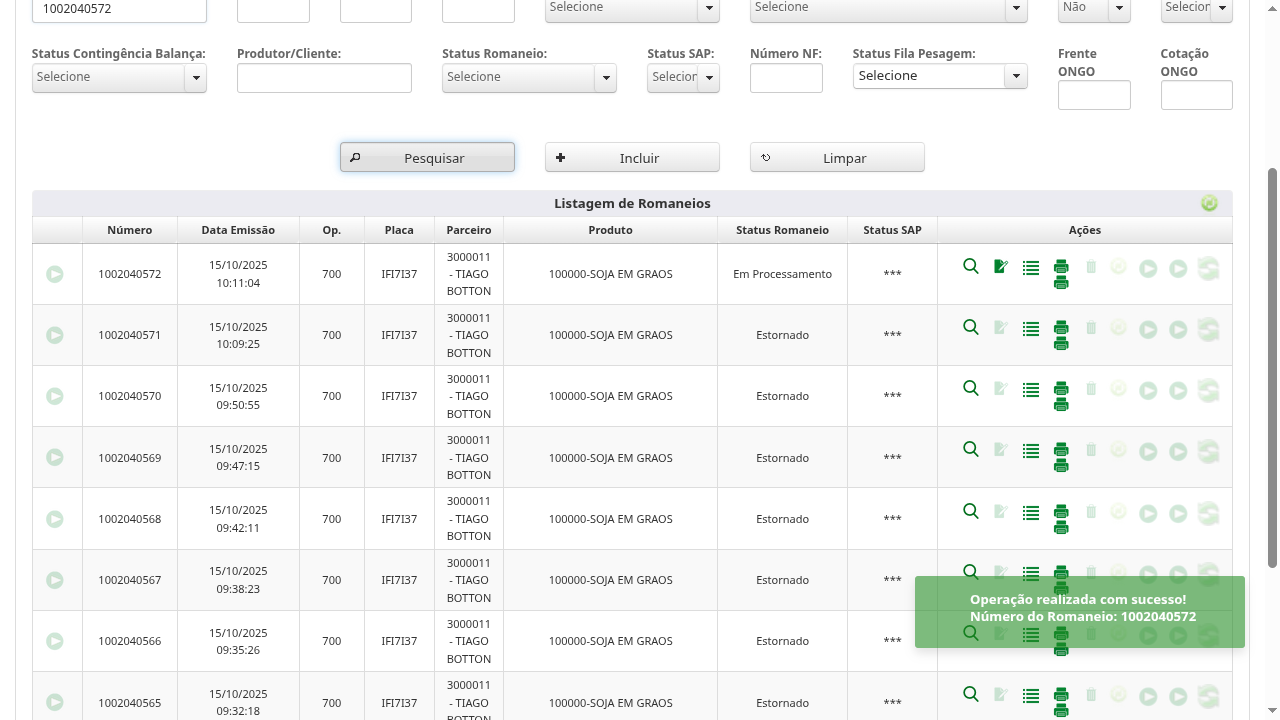 1002040572
Selecione
Selecione
Não
Selecior
Status Contingência Balança:
Produtor/Cliente:
Status Romaneio:
Status SAP:
Número NF:
Status Fila Pesagem:
Frente
ONGO
Cotação
ONGO
Selecione
Selecione
Selecior
Selecione
Pesquisar
Incluir
Limpar
Listagem de Romaneios
Número
Data Emissão
Op.
Placa
Parceiro
Produto
Status Romaneio
Status SAP
Ações
1002040572
15/10/2025
10:11:04
700
IFI7I37
3000011
- TIAGO
BOTTON
100000-SOJA EM GRAOS
Em Processamento
***
1002040571
15/10/2025
10:09:25
700
IFI7I37
3000011
- TIAGO
BOTTON
100000-SOJA EM GRAOS
Estornado
***
1002040570
15/10/2025
09:50:55
700
IFI7I37
3000011
- TIAGO
BOTTON
100000-SOJA EM GRAOS
Estornado
***
1002040569
15/10/2025
09:47:15
700
IFI7I37
3000011
- TIAGO
BOTTON
100000-SOJA EM GRAOS
Estornado
***
1002040568
15/10/2025
09:42:11
700
IFI7I37
3000011
- TIAGO
BOTTON
100000-SOJA EM GRAOS
Estornado
***
1002040567
15/10/2025
09:38:23
700
IFI7I37
3000011
- TIAGO
BOTTON
100000-SOJA EM GRAOS
Estornado
***
1002040566
15/10/2025
09:35:26
700
IFI7I37
3000011
- TIAGO
BOTTON
100000-SOJA EM GRAOS
Estornado
***
1002040565
15/10/2025
09:32:18
700
IFI7I37
3000011
- TIAGO
BOTTON
100000-SOJA EM GRAOS
Estornado
***
Operação realizada com sucesso!
Número do Romaneio: 1002040572